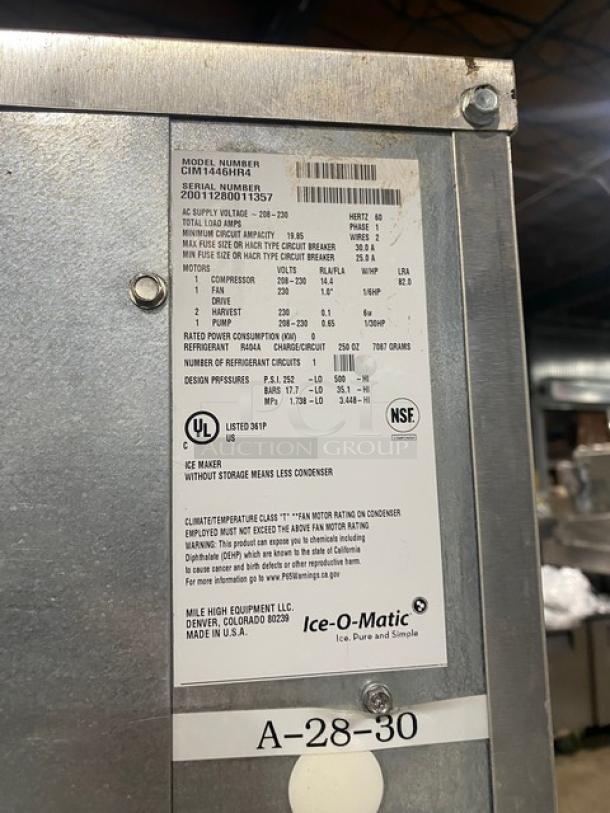 MODEL NUMBER
CIM1446HR4
SERIAL NUMBER
20011280011357
AC SUPPLY VOLTAGE ~ 208-230 HERTZ 60
TOTAL LOAD AMPS PHASE 1
MINIMUM CIRCUIT AMPACITY 19.85 WIRES 2
MAX FUSE SIZE OR HACR TYPE CIRCUIT BREAKER 30.0 A
MIN FUSE SIZE OR HACR TYPE CIRCUIT BREAKER 25.0 A
MOTORS VOLTS RLA/FLA W/HP LRA
1 COMPRESSOR 208-230 14.4 82.0
1 FAN 230 1.0* 1/6HP
DRIVE
2 HARVEST 230 0.1 6w
1 PUMP 208-230 0.65 1/30HP
RATED POWER CONSUMPTION (KW) 0
REFRIGERANT R404A CHARGE/CIRCUIT 250 OZ 7087 GRAMS
NUMBER OF REFRIGERANT CIRCUITS 1
DESIGN PRESSURES P.S.I. 252 -LO 500 -HI
BARS 17.7 -LO 35.1 -HI
MPa 1.738 -LO 3.448 -HI
UL
C US
LISTED 361P
NSF
COMPONENT
PCI
AUCTION GROUP
ICE MAKER
WITHOUT STORAGE MEANS LESS CONDENSER
CLIMATE/TEMPERATURE CLASS "T" **FAN MOTOR RATING ON CONDENSER
EMPLOYED MUST NOT EXCEED THE ABOVE FAN MOTOR RATING
WARNING: This product can expose you to chemicals including
Diphthalate (DEHP) which are known to the state of California
to cause cancer and birth defects or other reproductive harm.
For more information go to www.P65Warnings.ca.gov
MILE HIGH EQUIPMENT LLC.
DENVER, COLORADO 80239
MADE IN U.S.A.
Ice-O-Matic
Ice. Pure and Simple
A-28-30